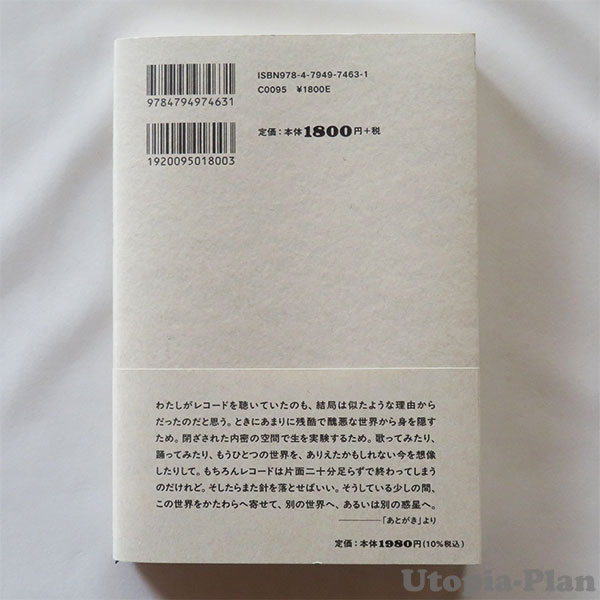 ISBN978-4-7949-7463-1
C0095 ¥1800E
9784794974631
定価：本体1800円＋税
1920095018003
わたしがレコードを聴いていたのも、結局は似たような理由から
だったのだと思う。ときにあまりに残酷で醜悪な世界から身を隠す
ため。閉ざされた内密の空間で生を実験するため。歌ってみたり、
踊ってみたり、もうひとつの世界を、ありえたかもしれない今を想像
したりして。もちろんレコードは片面二十分足らずで終わってしまう
のだけれど。そしたらまた針を落とせばいい。そうしている少しの間、
この世界をかたわらへ寄せて、別の世界へ、あるいは別の惑星へ。
────「あとがき」より
定価：本体1980円（10％税込）
Utopia-Plan